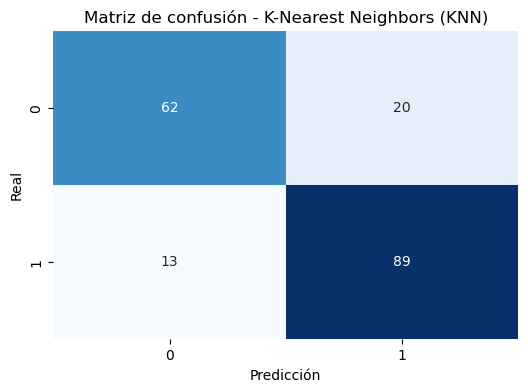 Matriz de confusión - K-Nearest Neighbors (KNN)
0
62
20
Real
1
13
89
0
1
Predicción